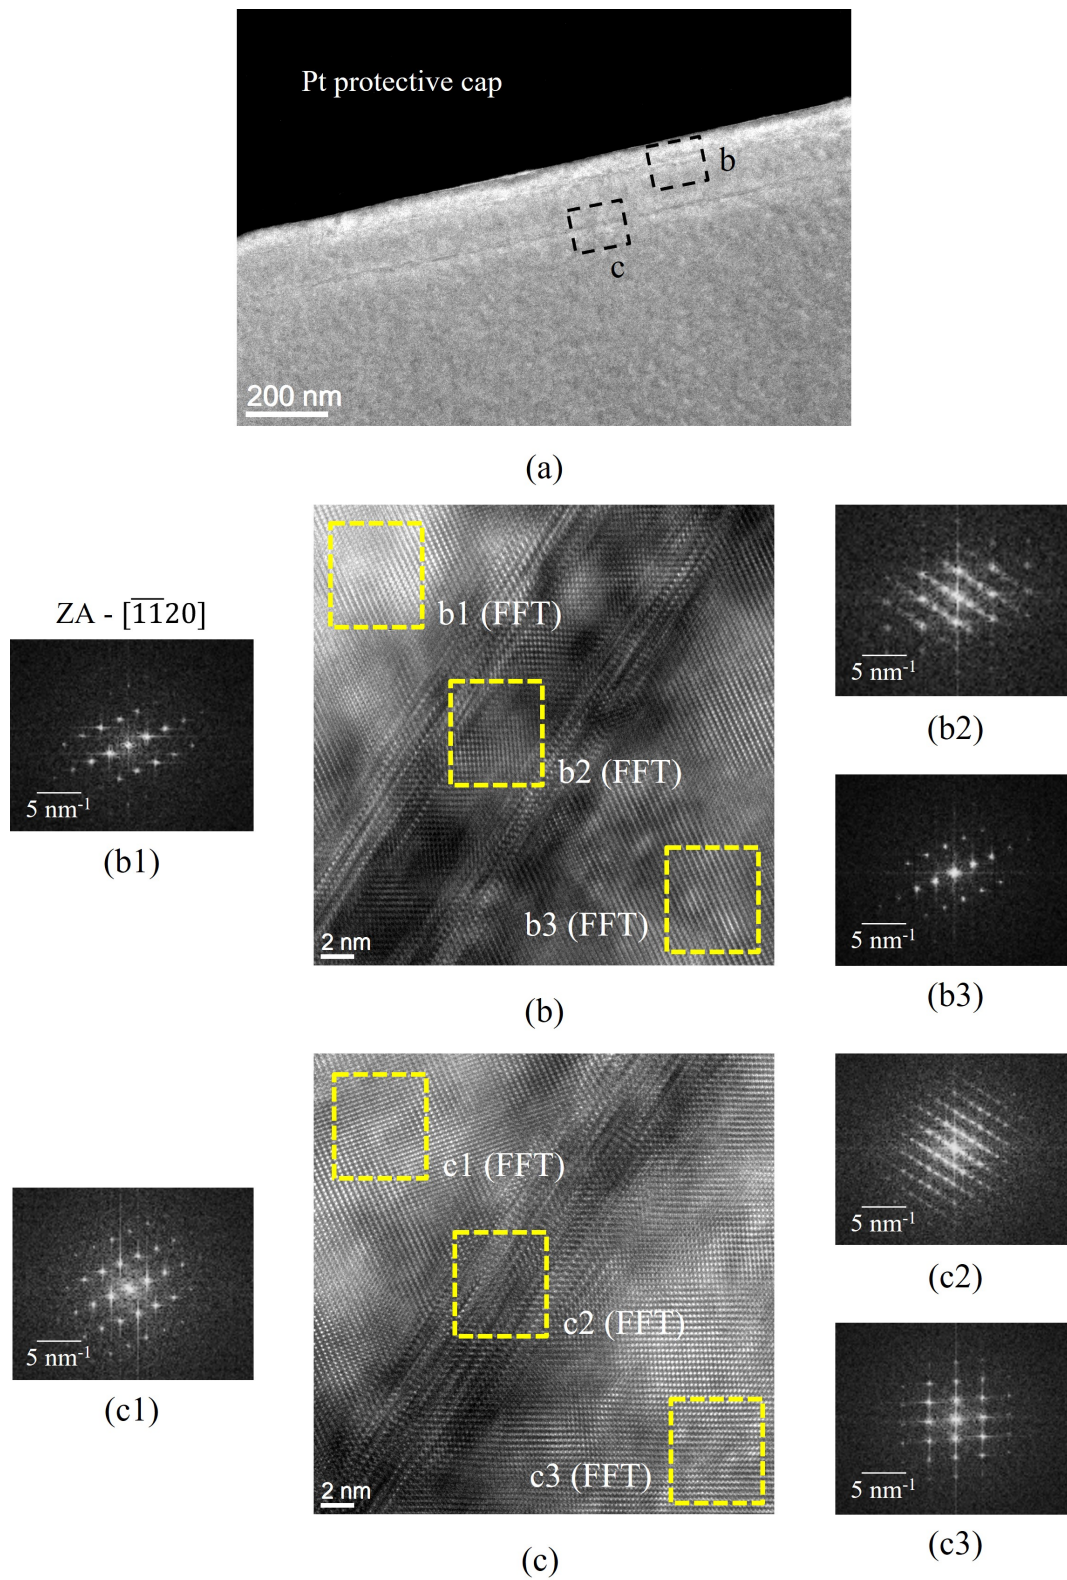 Pt protective cap
b
c
200 nm
(a)
b1 (FFT)
b2 (FFT)
b3 (FFT)
2 nm
(b)
ZA - [1̅1̅20]
5 nm⁻¹
(b1)
5 nm⁻¹
(b2)
5 nm⁻¹
(b3)
c1 (FFT)
c2 (FFT)
c3 (FFT)
2 nm
(c)
5 nm⁻¹
(c1)
5 nm⁻¹
(c2)
5 nm⁻¹
(c3)